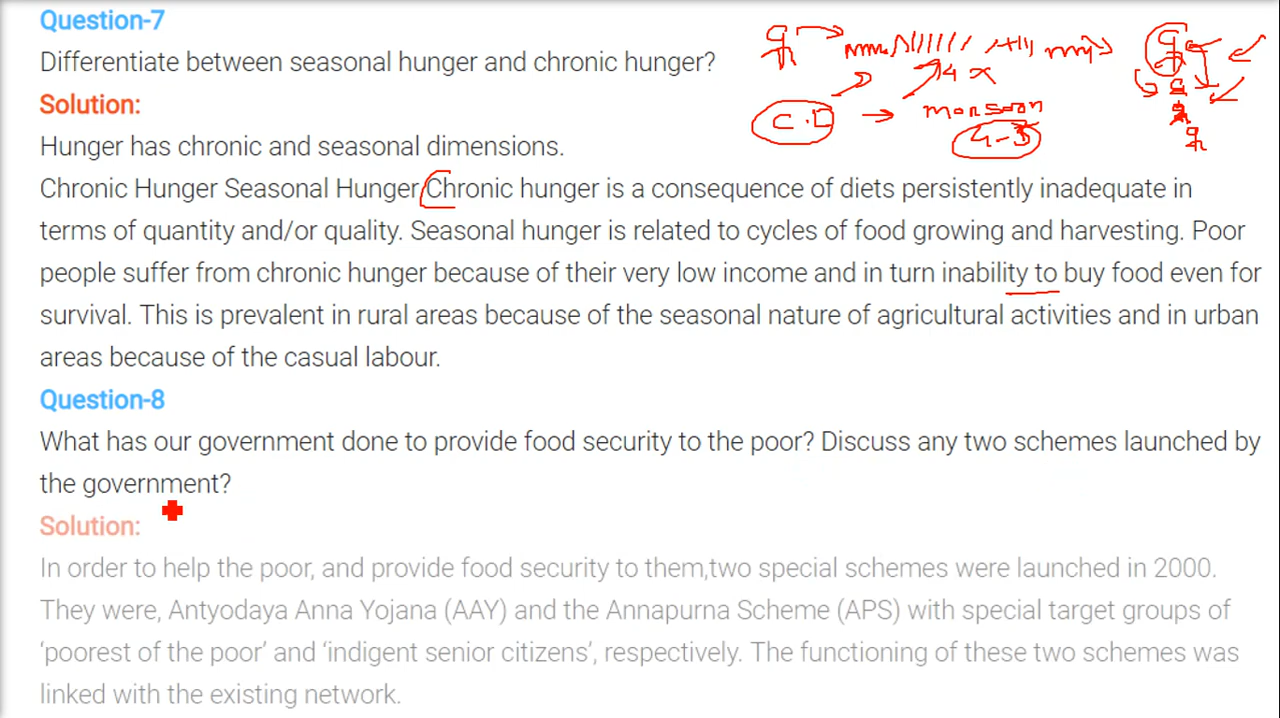 Question-7
Differentiate between seasonal hunger and chronic hunger?
Solution:
Hunger has chronic and seasonal dimensions.
Chronic Hunger Seasonal Hunger Chronic hunger is a consequence of diets persistently inadequate in
terms of quantity and/or quality. Seasonal hunger is related to cycles of food growing and harvesting. Poor
people suffer from chronic hunger because of their very low income and in turn inability to buy food even for
survival. This is prevalent in rural areas because of the seasonal nature of agricultural activities and in urban
areas because of the casual labour.
Question-8
What has our government done to provide food security to the poor? Discuss any two schemes launched by
the government?
Solution:
In order to help the poor, and provide food security to them,two special schemes were launched in 2000.
They were, Antyodaya Anna Yojana (AAY) and the Annapurna Scheme (APS) with special target groups of
‘poorest of the poor’ and ‘indigent senior citizens’, respectively. The functioning of these two schemes was
linked with the existing network.
4 x
C.D
monsoon